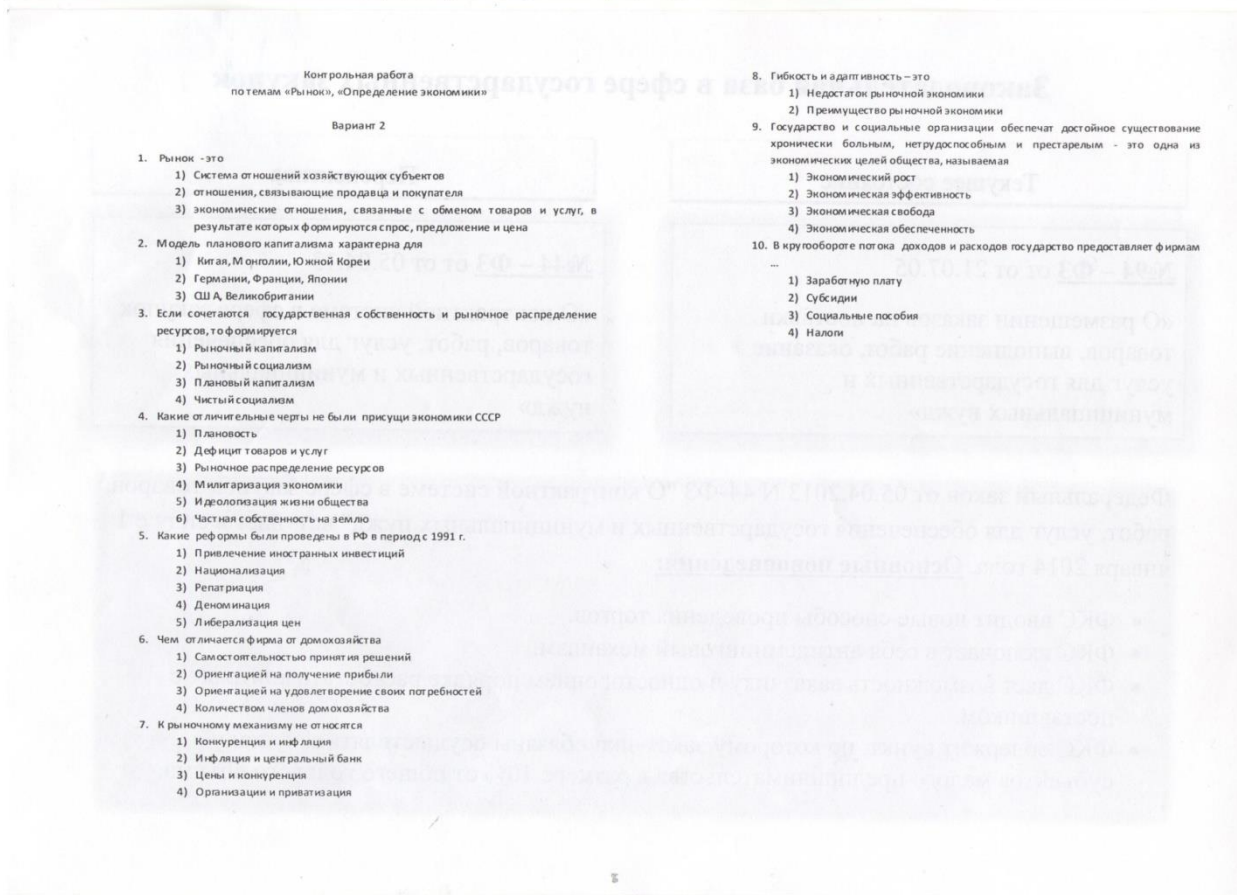 Контрольная работа
по темам «Рынок», «Определение экономики»
Вариант 2
1. Рынок - это
1) Система отношений хозяйствующих субъектов
2) отношения, связывающие продавца и покупателя
3) экономические отношения, связанные с обменом товаров и услуг, в
результате которых формируются спрос, предложение и цена
2. Модель планового капитализма характерна для
1) Китая, Монголии, Южной Кореи
2) Германии, Франции, Японии
3) США, Великобритании
3. Если сочетаются государственная собственность и рыночное распределение
ресурсов, то формируется
1) Рыночный капитализм
2) Рыночный социализм
3) Плановый капитализм
4) Чистый социализм
4. Какие отличительные черты не были присущи экономики СССР
1) Плановость
2) Дефицит товаров и услуг
3) Рыночное распределение ресурсов
4) Милитаризация экономики
5) Идеологизация жизни общества
6) Частная собственность на землю
5. Какие реформы были проведены в РФ в период с 1991 г.
1) Привлечение иностранных инвестиций
2) Национализация
3) Репатриация
4) Деноминация
5) Либерализация цен
6. Чем отличается фирма от домохозяйства
1) Самостоятельностью принятия решений
2) Ориентацией на получение прибыли
3) Ориентацией на удовлетворение своих потребностей
4) Количеством членов домохозяйства
7. К рыночному механизму не относятся
1) Конкуренция и инфляция
2) Инфляция и центральный банк
3) Цены и конкуренция
4) Организации и приватизация
8. Гибкость и адаптивность – это
1) Недостаток рыночной экономики
2) Преимущество рыночной экономики
9. Государство и социальные организации обеспечат достойное существование
хронически больным, нетрудоспособным и престарелым - это одна из
экономических целей общества, называемая
1) Экономический рост
2) Экономическая эффективность
3) Экономическая свобода
4) Экономическая обеспеченность
10. В кругообороте потока доходов и расходов государство предоставляет фирмам
...
1) Заработную плату
2) Субсидии
3) Социальные пособия
4) Налоги